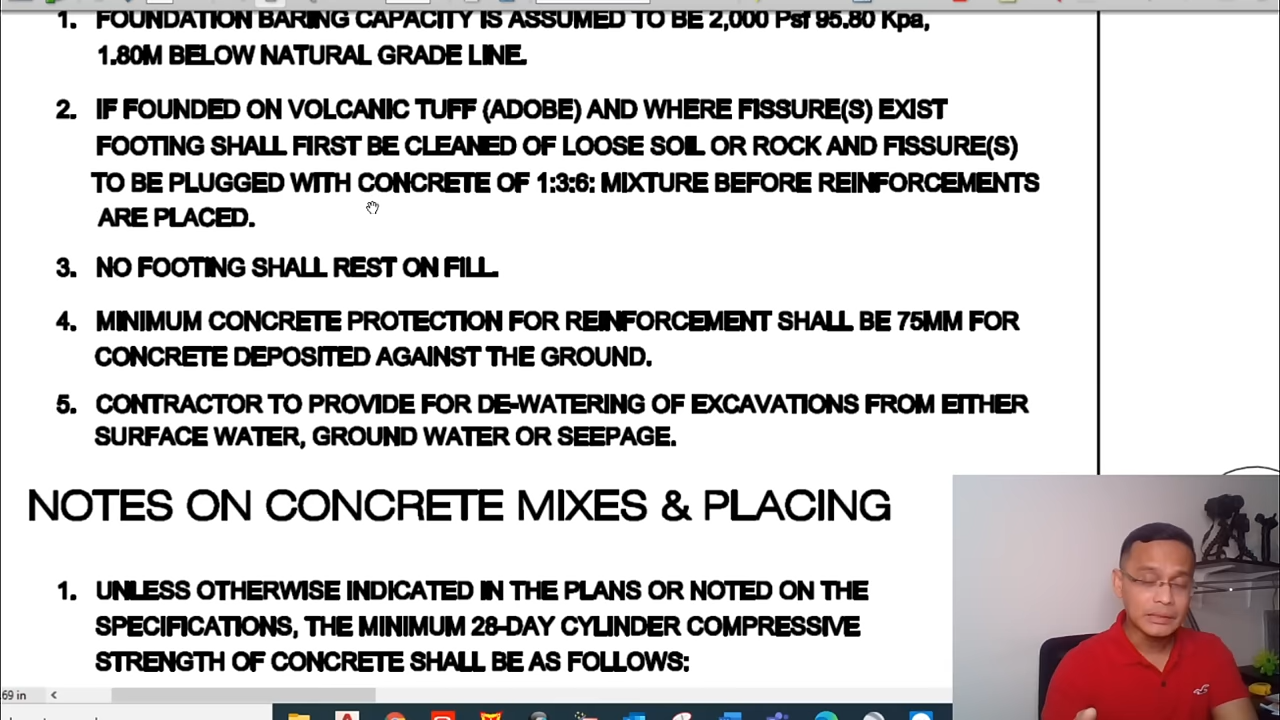 1. FOUNDATION BARING CAPACITY IS ASSUMED TO BE 2,000 Psf 95.80 Kpa,
1.80M BELOW NATURAL GRADE LINE.
2. IF FOUNDED ON VOLCANIC TUFF (ADOBE) AND WHERE FISSURE(S) EXIST
FOOTING SHALL FIRST BE CLEANED OF LOOSE SOIL OR ROCK AND FISSURE(S)
TO BE PLUGGED WITH CONCRETE OF 1:3:6: MIXTURE BEFORE REINFORCEMENTS
ARE PLACED.
3. NO FOOTING SHALL REST ON FILL.
4. MINIMUM CONCRETE PROTECTION FOR REINFORCEMENT SHALL BE 75MM FOR
CONCRETE DEPOSITED AGAINST THE GROUND.
5. CONTRACTOR TO PROVIDE FOR DE-WATERING OF EXCAVATIONS FROM EITHER
SURFACE WATER, GROUND WATER OR SEEPAGE.
NOTES ON CONCRETE MIXES & PLACING
1. UNLESS OTHERWISE INDICATED IN THE PLANS OR NOTED ON THE
SPECIFICATIONS, THE MINIMUM 28-DAY CYLINDER COMPRESSIVE
STRENGTH OF CONCRETE SHALL BE AS FOLLOWS:
.69 in